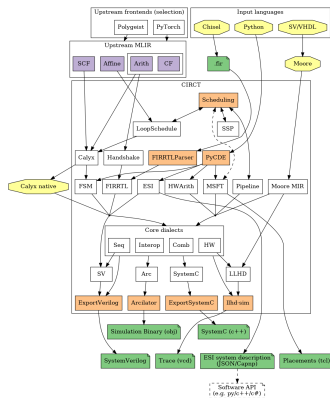 Upstream frontends (selection)
Input languages
Polygeist
PyTorch
Chisel
Python
SV/VHDL
Upstream MLIR
SCF
Affine
Arith
CF
.fir
Moore
CIRCT
Scheduling
LoopSchedule
SSP
Calyx
Handshake
FIRRTLParser
PyCDE
Calyx native
FSM
FIRRTL
ESI
HWArith
MSFT
Pipeline
Moore MIR
Core dialects
Seq
Interop
Comb
HW
SV
Arc
SystemC
LLHD
ExportVerilog
Arcilator
ExportSystemC
llhd-sim
Simulation Binary (obj)
SystemC (c++)
SystemVerilog
Trace (vcd)
ESI system description
(JSON/Capnp)
Placements (tcl)
Software API
(e.g. py/c++/c#)